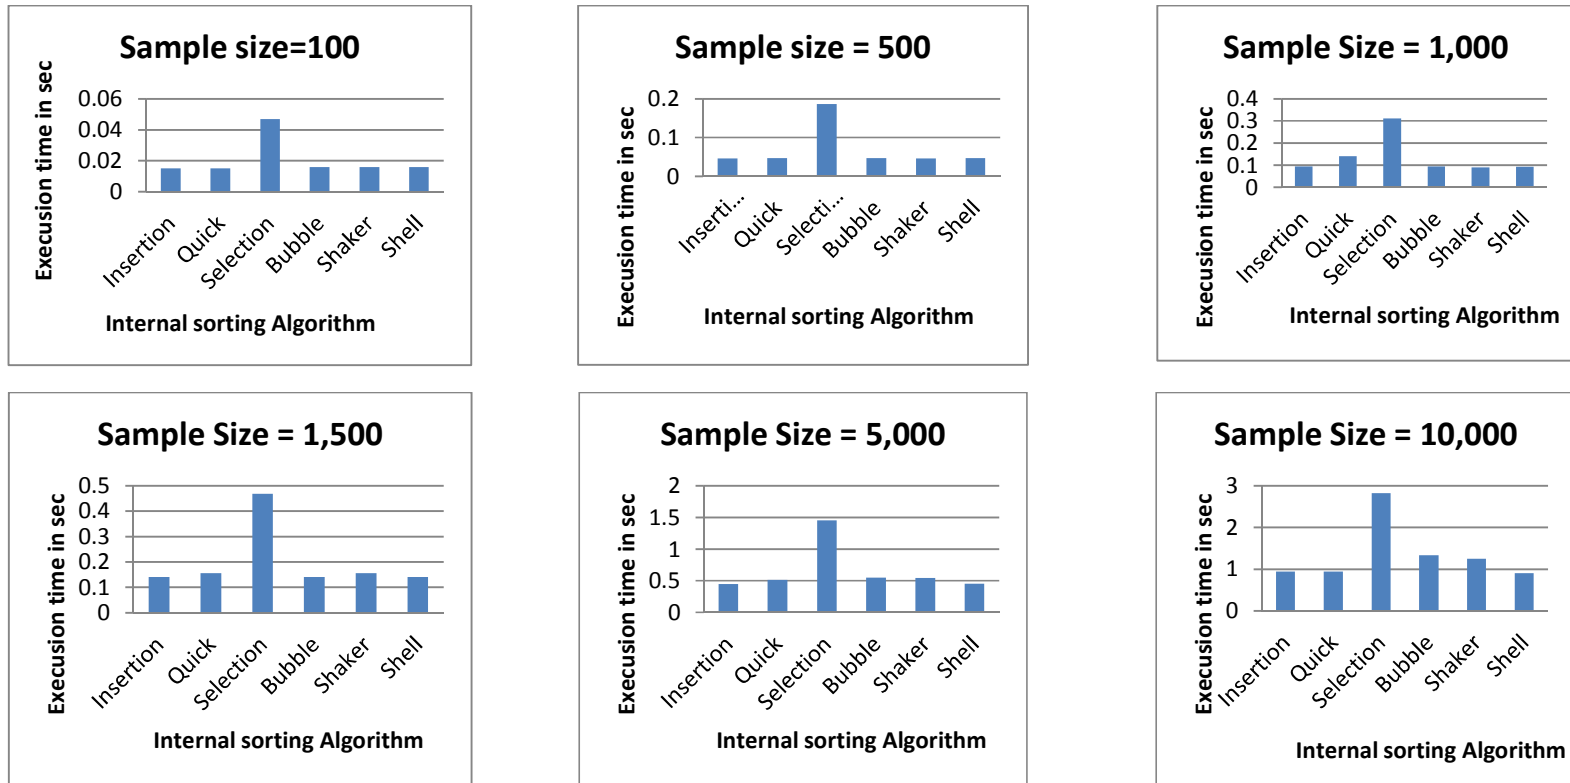 Sample size=100
Execusion time in sec
0.06
0.04
0.02
0
Insertion
Quick
Selection
Bubble
Shaker
Shell
Internal sorting Algorithm
Sample size = 500
Execusion time in sec
0.2
0.1
0
Inserti...
Quick
Selecti...
Bubble
Shaker
Shell
Internal sorting Algorithm
Sample Size = 1,000
Execusion time in sec
0.4
0.3
0.2
0.1
0
Insertion
Quick
Selection
Bubble
Shaker
Shell
Internal sorting Algorithm
Sample Size = 1,500
Execusion time in sec
0.5
0.4
0.3
0.2
0.1
0
Insertion
Quick
Selection
Bubble
Shaker
Shell
Internal sorting Algorithm
Sample Size = 5,000
Execusion time in sec
2
1.5
1
0.5
0
Insertion
Quick
Selection
Bubble
Shaker
Shell
Internal sorting Algorithm
Sample Size = 10,000
Execusion time in sec
3
2
1
0
Insertion
Quick
Selection
Bubble
Shaker
Shell
Internal sorting Algorithm